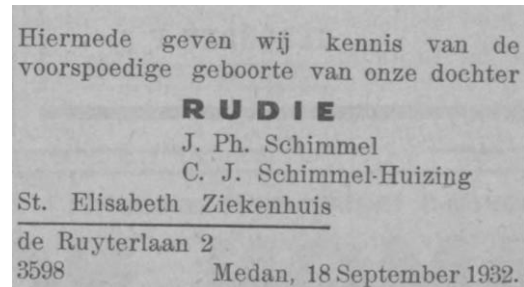 Hiermede geven wij kennis van de
voorspoedige geboorte van onze dochter
RUDIE
J. Ph. Schimmel
C. J. Schimmel-Huizing
St. Elisabeth Ziekenhuis
de Ruyterlaan 2
3598 Medan, 18 September 1932.